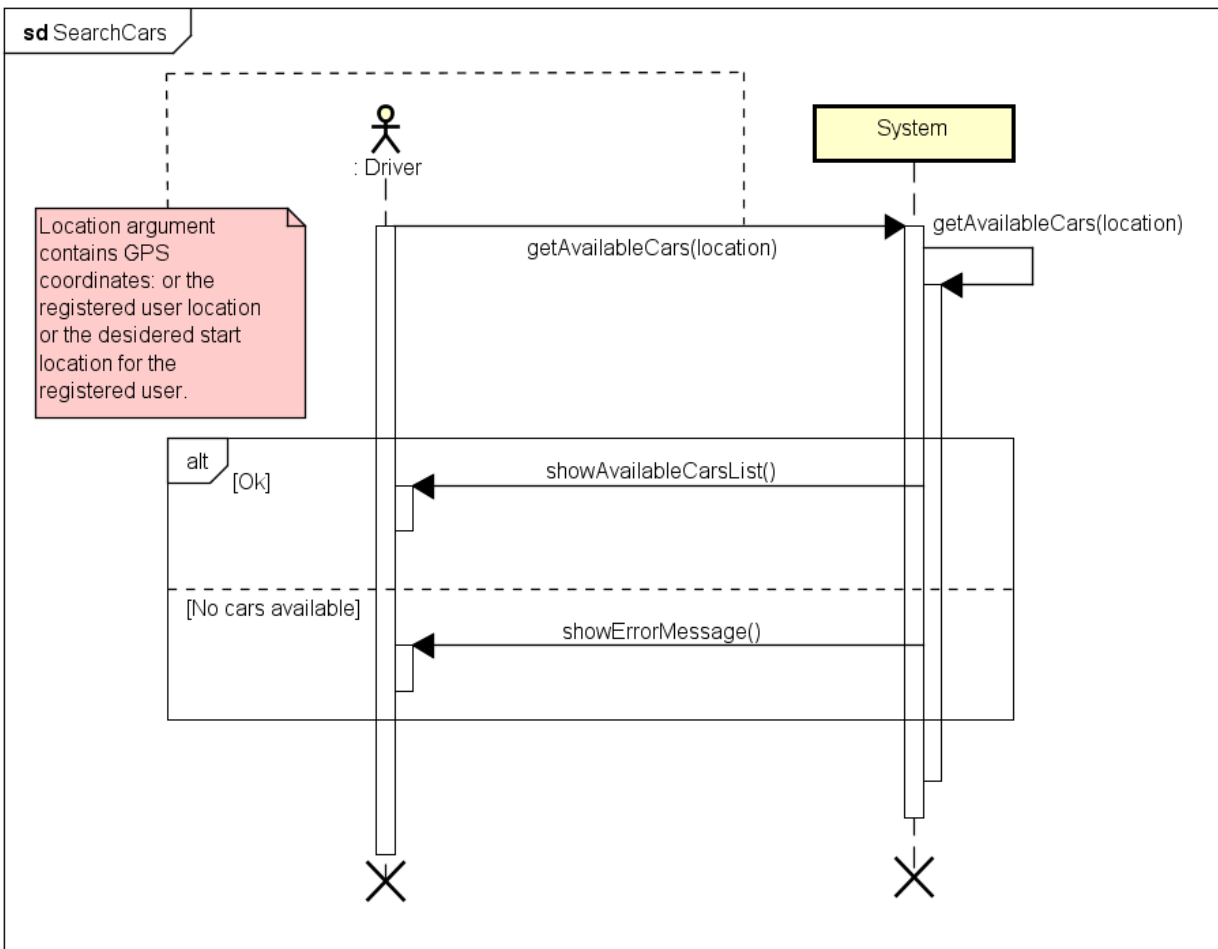 sd SearchCars
: Driver
System
Location argument
contains GPS
coordinates: or the
registered user location
or the desidered start
location for the
registered user.
getAvailableCars(location)
getAvailableCars(location)
alt
[Ok]
showAvailableCarsList()
[No cars available]
showErrorMessage()